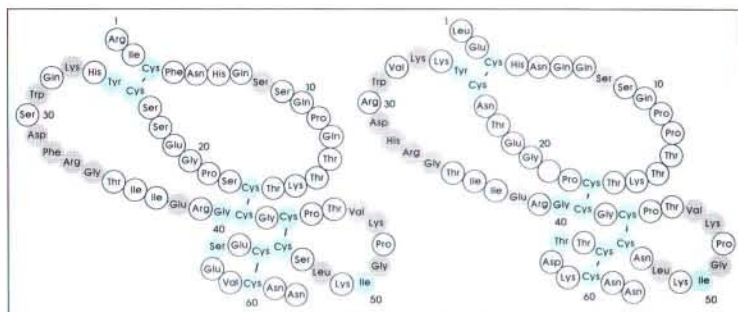 1
Arg Ile Cys Phe Asn His Gln Ser Ser Gln
10
Pro Gln Thr Thr Lys Thr Cys Ser Pro Gly
20
Glu Ser Ser Cys Tyr His Lys Gln Trp Ser
30
Asp Phe Arg Gly Thr Ile Ile Glu Arg Gly
40
Cys Gly Cys Pro Thr Val Lys Pro Gly Ile
50
Lys Leu Ser Cys Cys Glu Ser Glu Val Cys
60
Asn Asn
1
Leu Glu Cys His Asn Gln Gln Ser Ser Gln
10
Pro Pro Thr Thr Lys Thr Cys Pro Gly
20
Glu Thr Asn Cys Tyr Lys Lys Val Trp Arg
30
Asp His Arg Gly Thr Ile Ile Glu Arg Gly
40
Cys Gly Cys Pro Thr Val Lys Pro Gly Ile
50
Lys Leu Asn Cys Cys Thr Thr Asp Lys Cys
60
Asn Asn